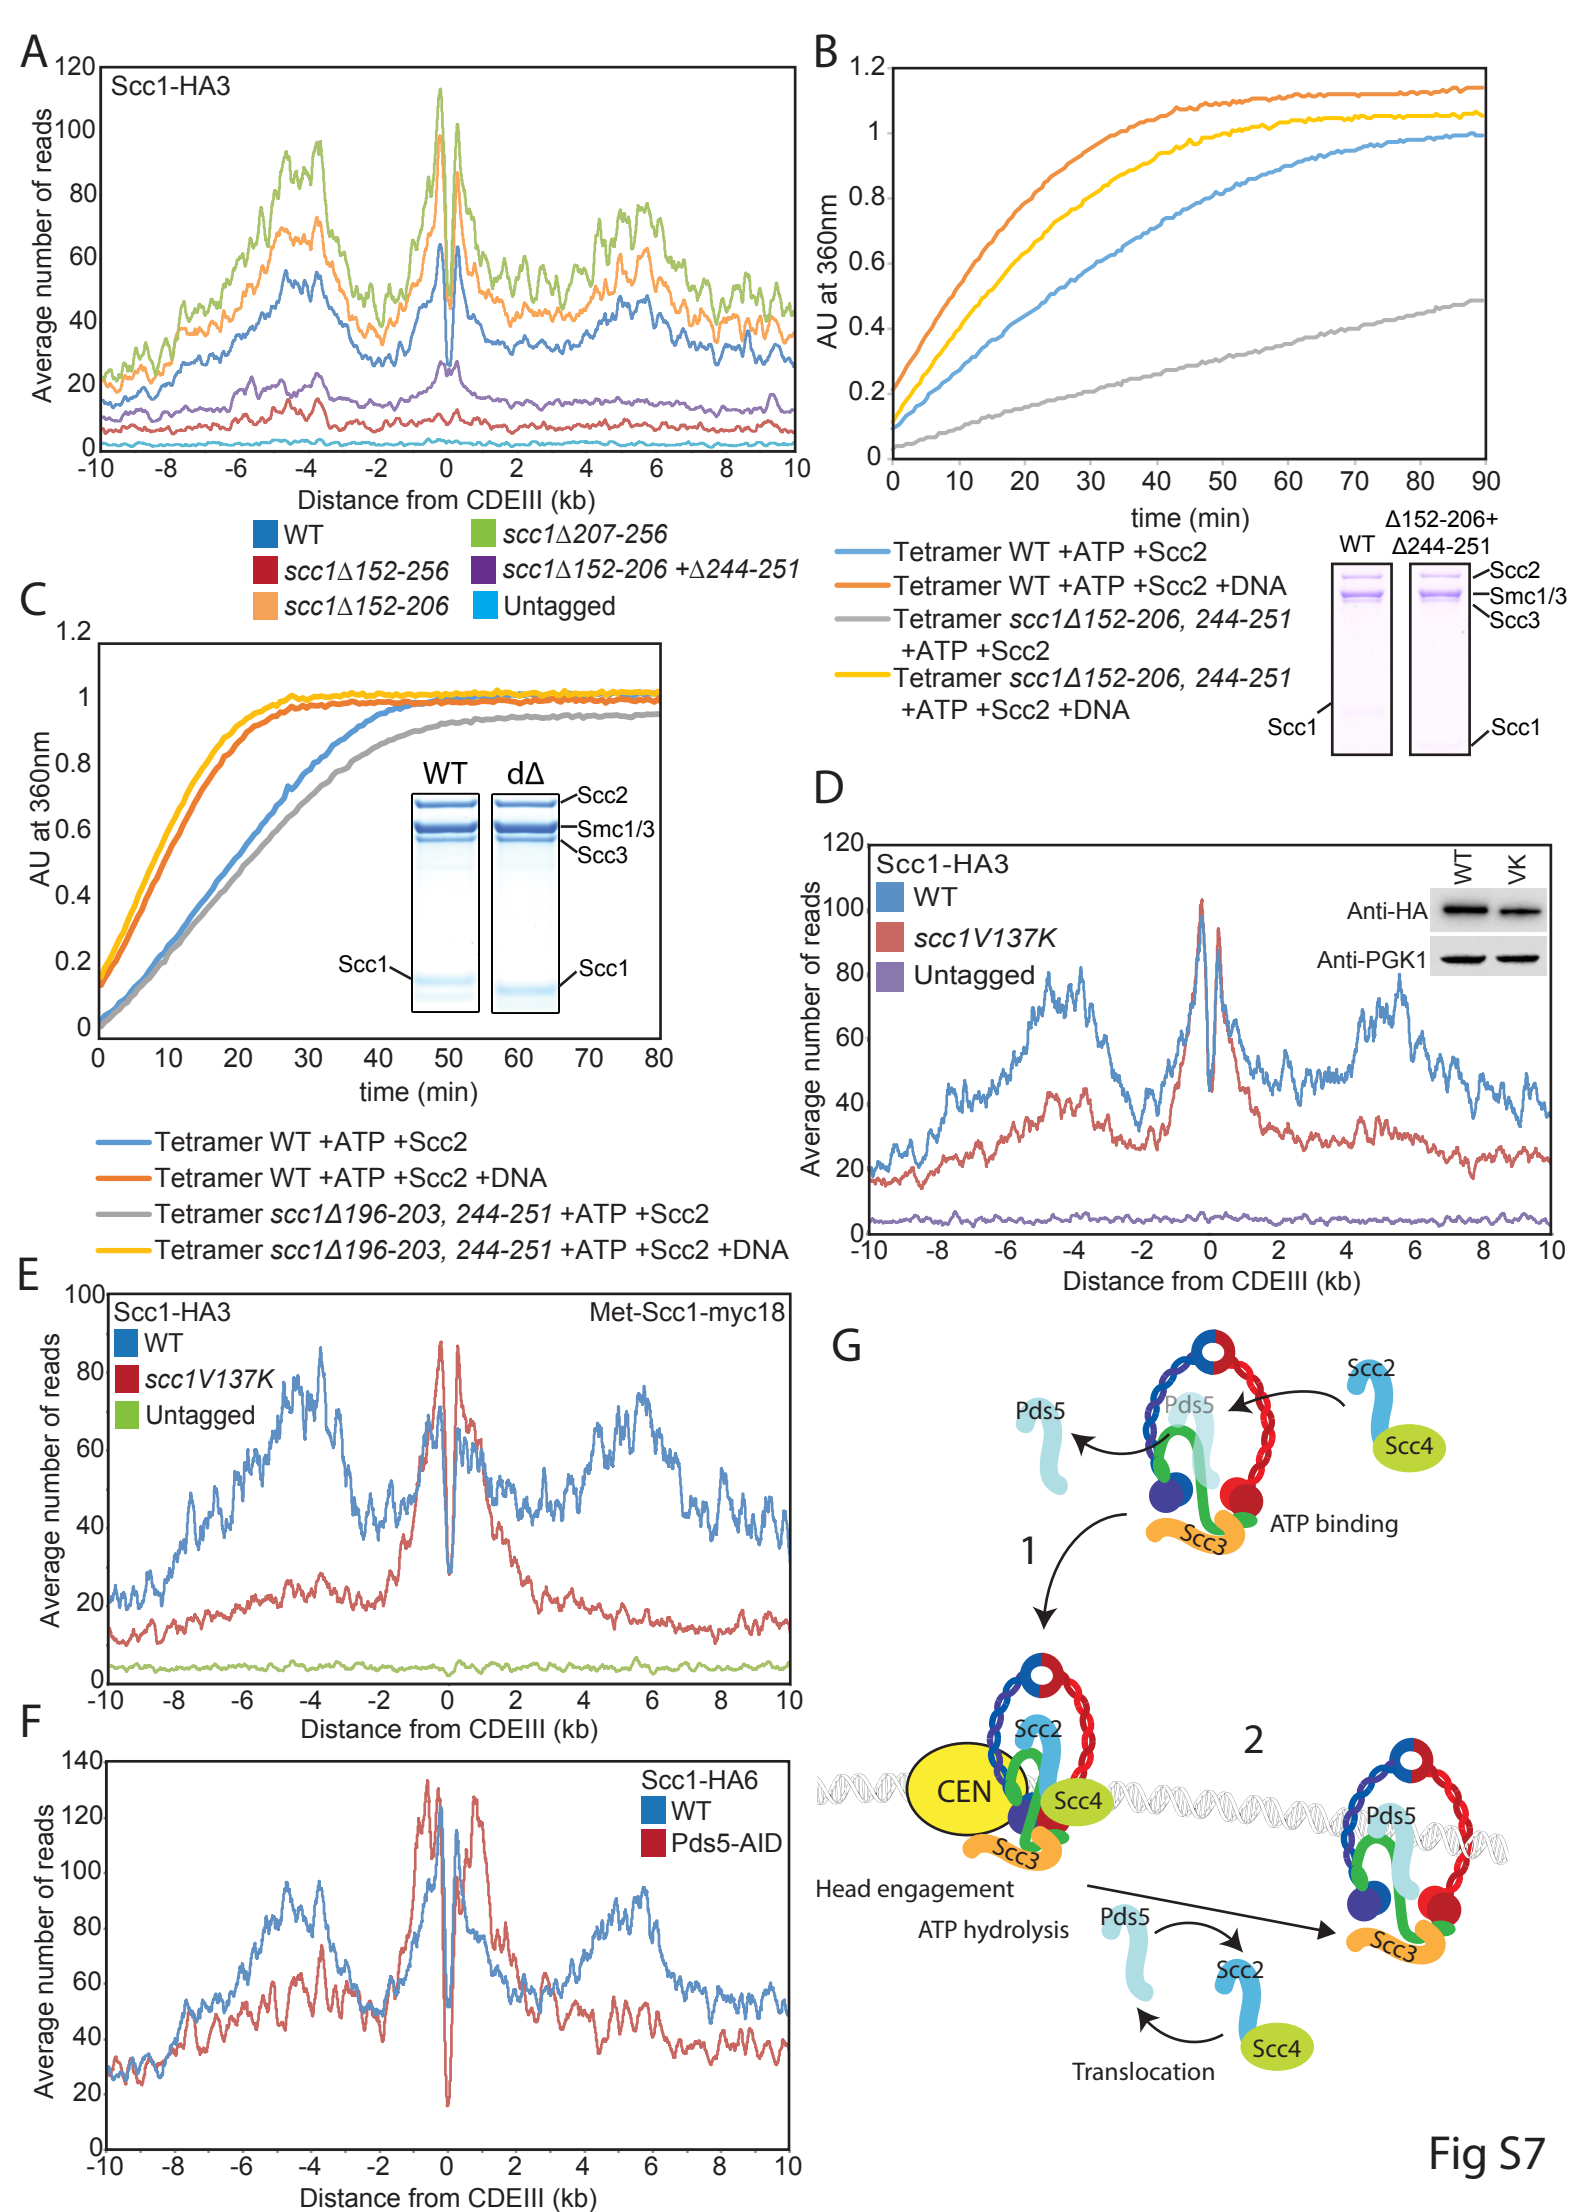 A
Scc1-HA3
Average number of reads
120
100
80
60
40
20
0
-10 -8 -6 -4 -2 0 2 4 6 8 10
Distance from CDEIII (kb)
WT
scc1Δ152-256
scc1Δ152-206
scc1Δ207-256
scc1Δ152-206 +Δ244-251
Untagged
B
AU at 360nm
1.2
1
0.8
0.6
0.4
0.2
0
0 10 20 30 40 50 60 70 80 90
time (min)
Tetramer WT +ATP +Scc2
Tetramer WT +ATP +Scc2 +DNA
Tetramer scc1Δ152-206, 244-251
+ATP +Scc2
Tetramer scc1Δ152-206, 244-251
+ATP +Scc2 +DNA
WT
Δ152-206+
Δ244-251
Scc2
Smc1/3
Scc3
Scc1
Scc1
C
AU at 360nm
1.2
1
0.8
0.6
0.4
0.2
0
WT dΔ
Scc2
Smc1/3
Scc3
Scc1
Scc1
0 10 20 30 40 50 60 70 80
time (min)
Tetramer WT +ATP +Scc2
Tetramer WT +ATP +Scc2 +DNA
Tetramer scc1Δ196-203, 244-251 +ATP +Scc2
Tetramer scc1Δ196-203, 244-251 +ATP +Scc2 +DNA
D
Average number of reads
120
100
80
60
40
20
0
Scc1-HA3
WT
scc1V137K
Untagged
WT VK
Anti-HA
Anti-PGK1
-10 -8 -6 -4 -2 0 2 4 6 8 10
Distance from CDEIII (kb)
E
Average number of reads
100
80
60
40
20
0
Scc1-HA3
Met-Scc1-myc18
WT
scc1V137K
Untagged
-10 -8 -6 -4 -2 0 2 4 6 8 10
Distance from CDEIII (kb)
F
Average number of reads
140
120
100
80
60
40
20
0
Scc1-HA6
WT
Pds5-AID
-10 -8 -6 -4 -2 0 2 4 6 8 10
Distance from CDEIII (kb)
G
Pds5
Pds5
Scc2
Scc4
Scc3
ATP binding
1
CEN
Scc2
Scc4
Scc3
Head engagement
ATP hydrolysis
2
Pds5
Scc2
Scc4
Translocation
Pds5
Scc3
Fig S7